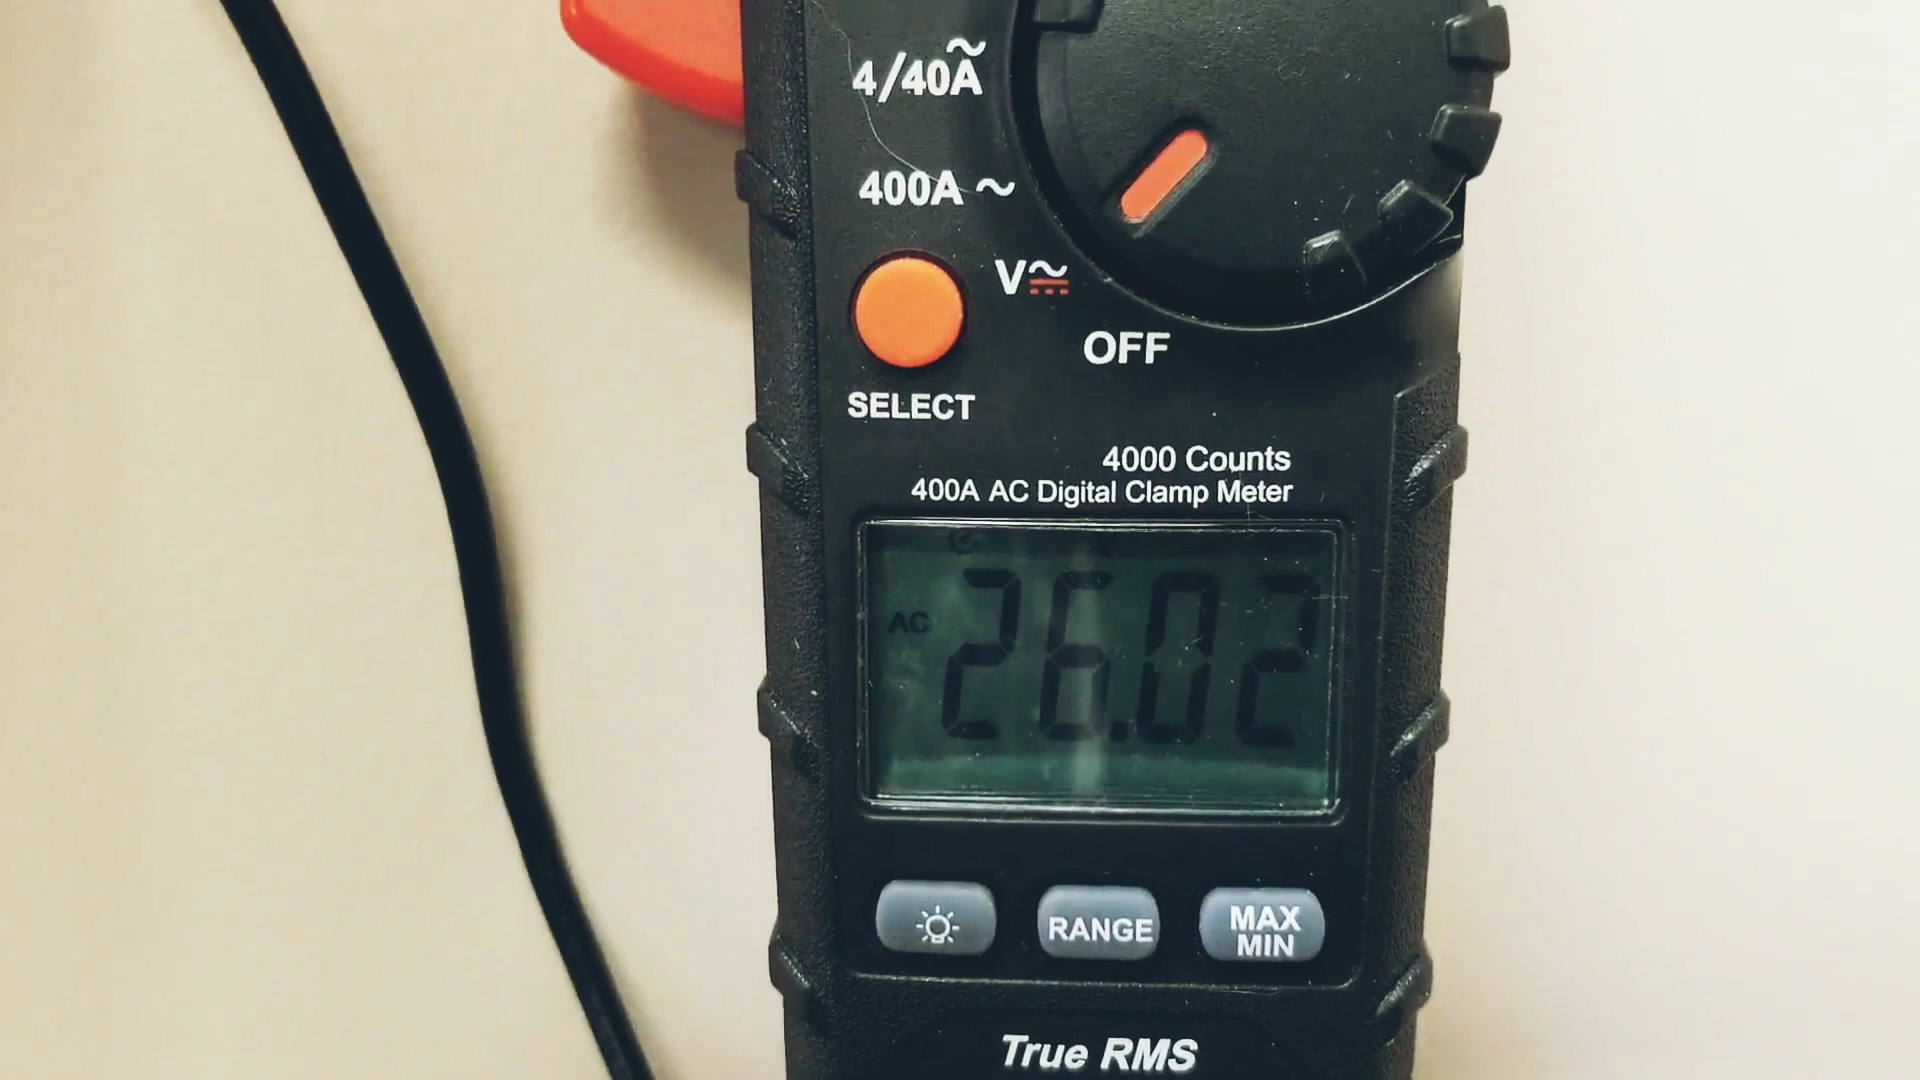 4/40A~
400A ~
V~
OFF
SELECT
4000 Counts
400A AC Digital Clamp Meter
AC 26.02
RANGE
MAX
MIN
True RMS